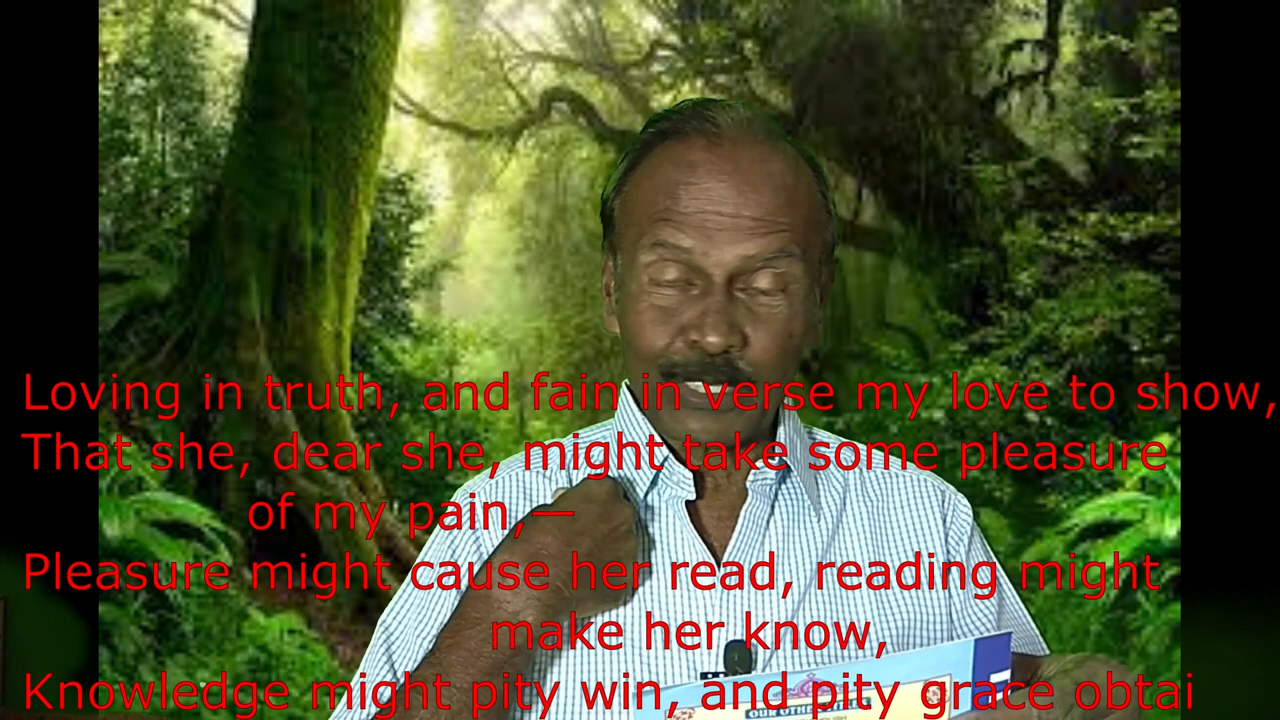 Loving in truth, and fain in verse my love to show,
That she, dear she, might take some pleasure
of my pain,—
Pleasure might cause her read, reading might
make her know,
Knowledge might pity win, and pity grace obtai
OUR OTHER